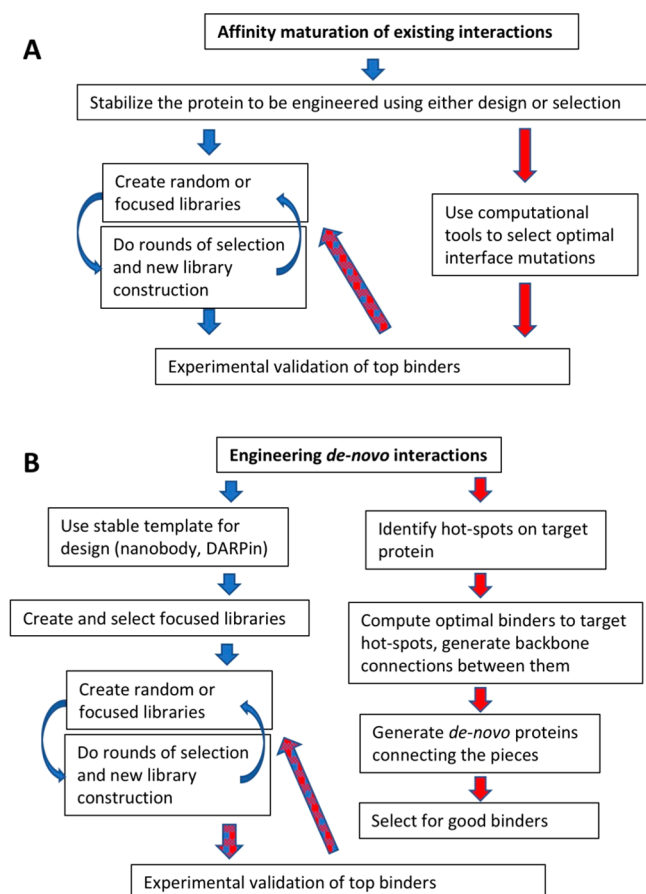 A
Affinity maturation of existing interactions
Stabilize the protein to be engineered using either design or selection
Create random or
focused libraries
Do rounds of selection
and new library
construction
Use computational
tools to select optimal
interface mutations
Experimental validation of top binders
B
Engineering de-novo interactions
Use stable template for
design (nanobody, DARPin)
Create and select focused libraries
Create random or
focused libraries
Do rounds of selection
and new library
construction
Identify hot-spots on target
protein
Compute optimal binders to target
hot-spots, generate backbone
connections between them
Generate de-novo proteins
connecting the pieces
Select for good binders
Experimental validation of top binders